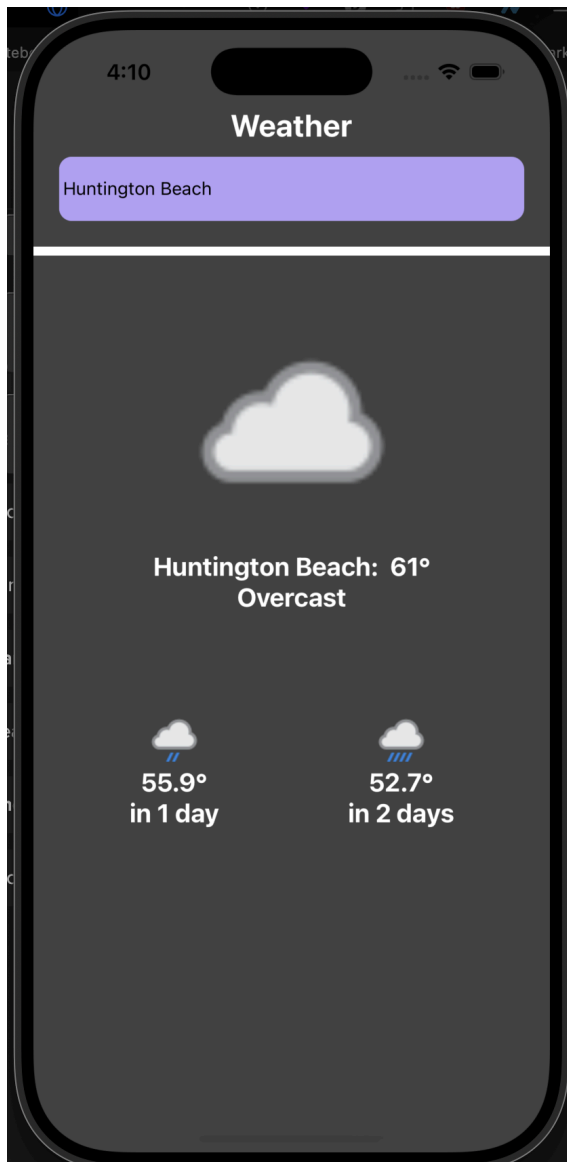 4:10
Weather
Huntington Beach
Huntington Beach: 61°
Overcast
55.9°
in 1 day
52.7°
in 2 days